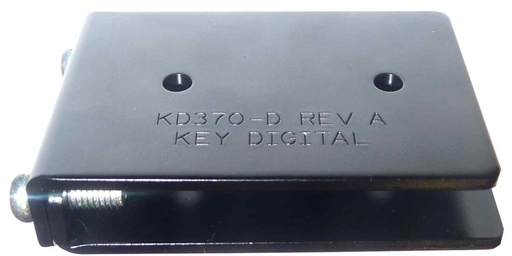 KD370-D REV A
KEY DIGITAL